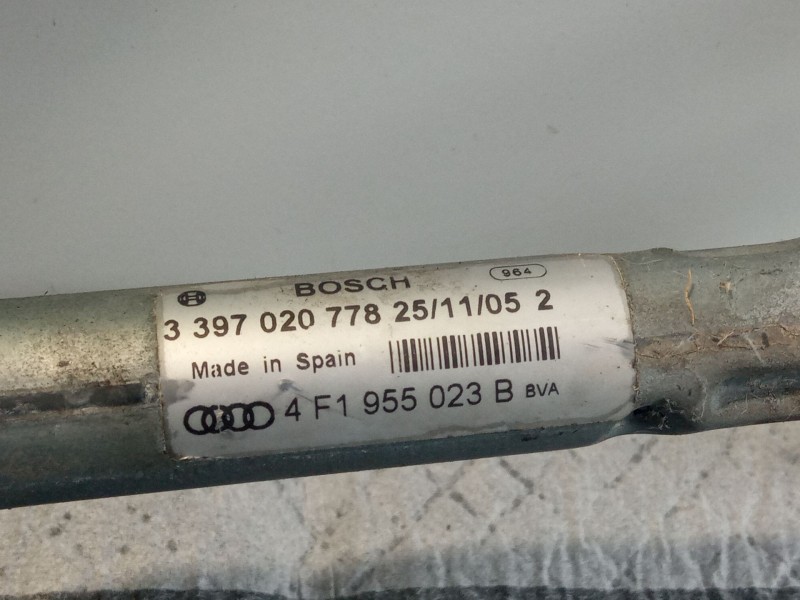 BOSCH 964
3 397 020 778 25/11/05 2
Made in Spain
4 F1 955 023 B BVA